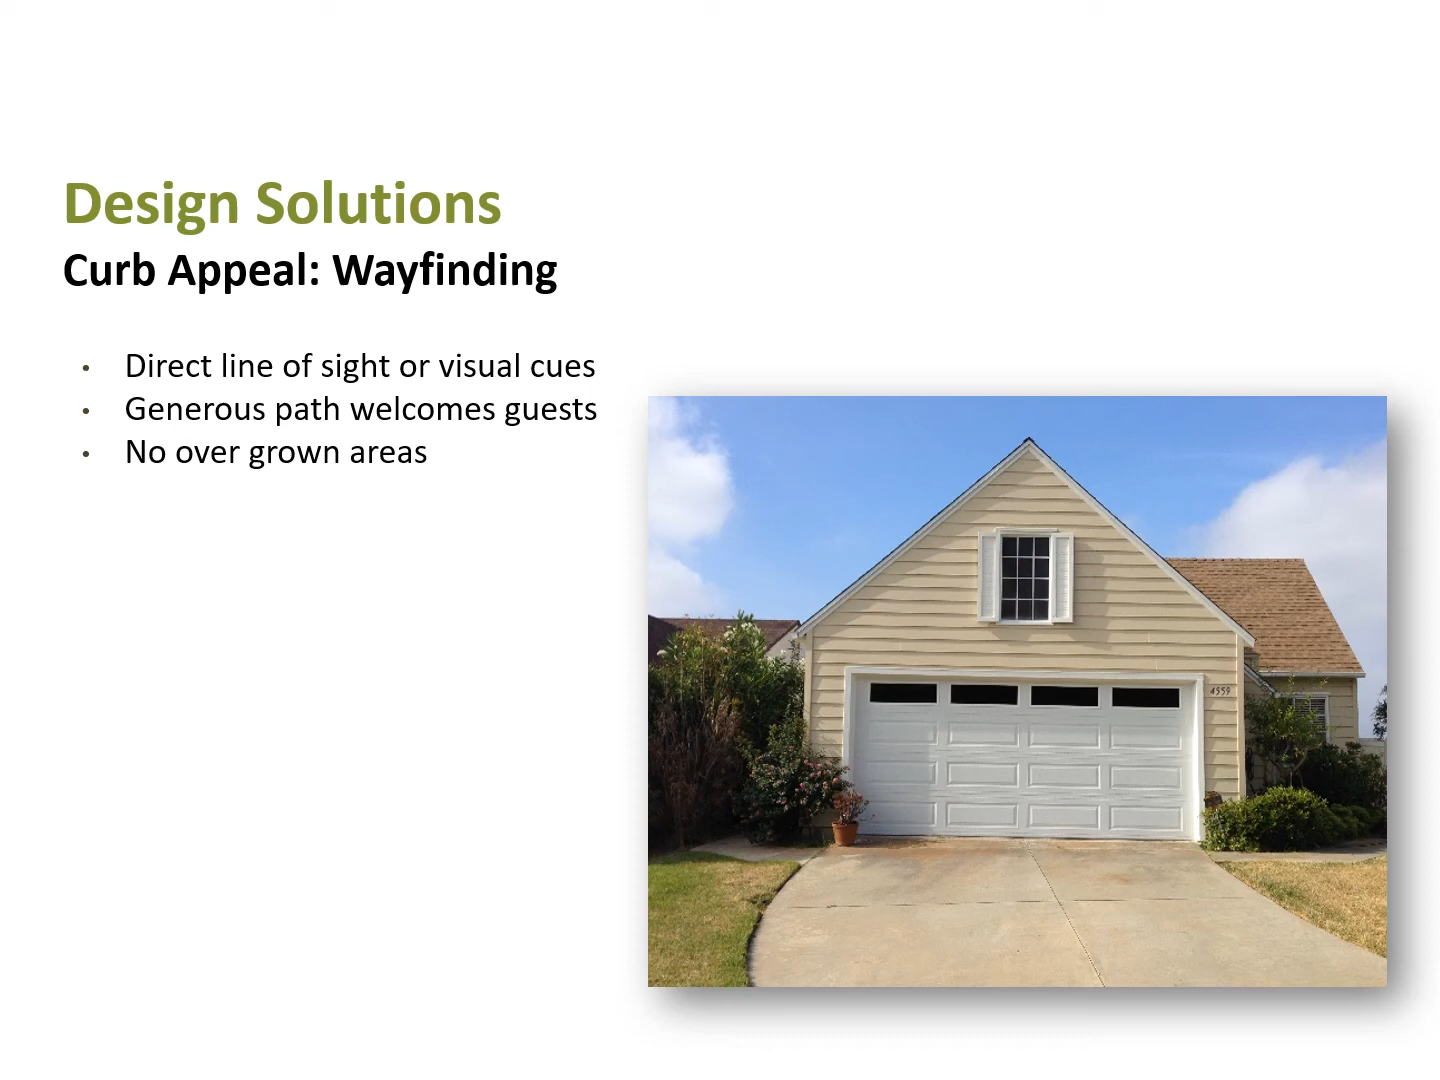 Design Solutions
Curb Appeal: Wayfinding
• Direct line of sight or visual cues
• Generous path welcomes guests
• No over grown areas
4559